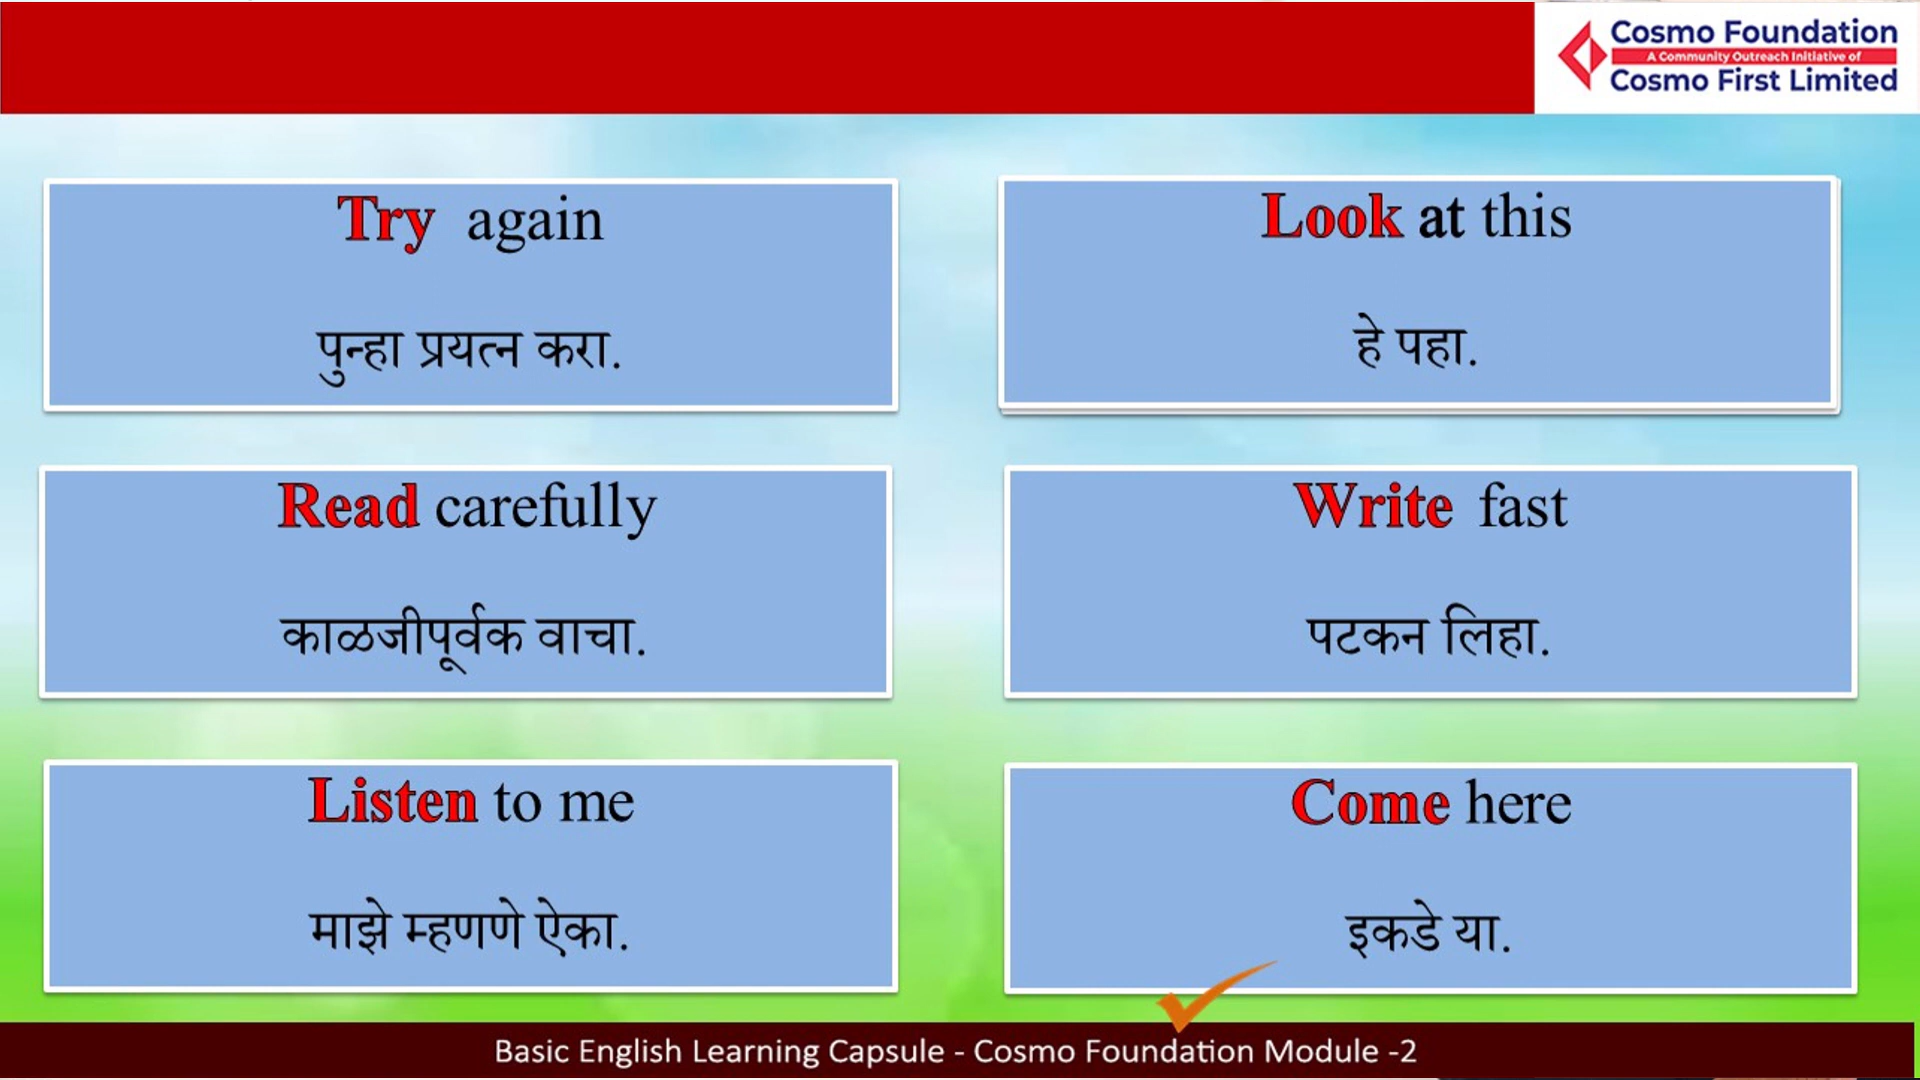 Cosmo Foundation
A Community Outreach Initiative of
Cosmo First Limited
Try again
पुन्हा प्रयत्न करा.
Look at this
हे पहा.
Read carefully
काळजीपूर्वक वाचा.
Write fast
पटकन लिहा.
Listen to me
माझे म्हणणे ऐका.
Come here
इकडे या.
Basic English Learning Capsule - Cosmo Foundation Module -2